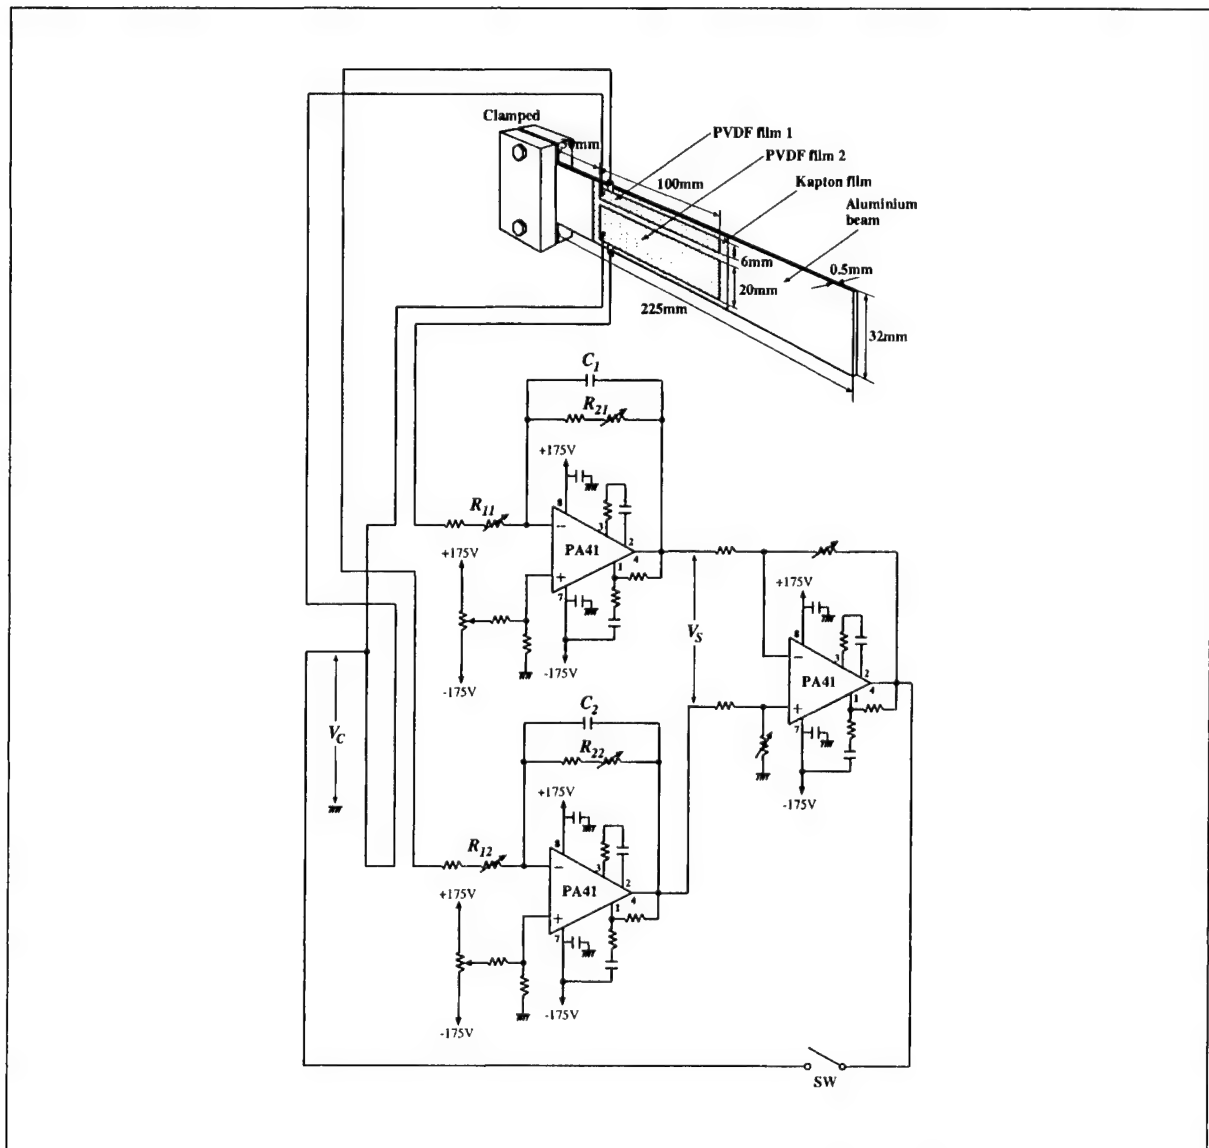 Clamped
PVDF film 1
PVDF film 2
Kapton film
Aluminium
beam
100mm
6mm
20mm
0.5mm
225mm
32mm
C1
R21
+175V
8
R11
3
2
PA41
1
4
7
-175V
+175V
-175V
VS
+175V
8
3
2
PA41
1
4
7
-175V
VC
C2
R22
+175V
8
R12
3
2
PA41
1
4
7
-175V
+175V
-175V
SW